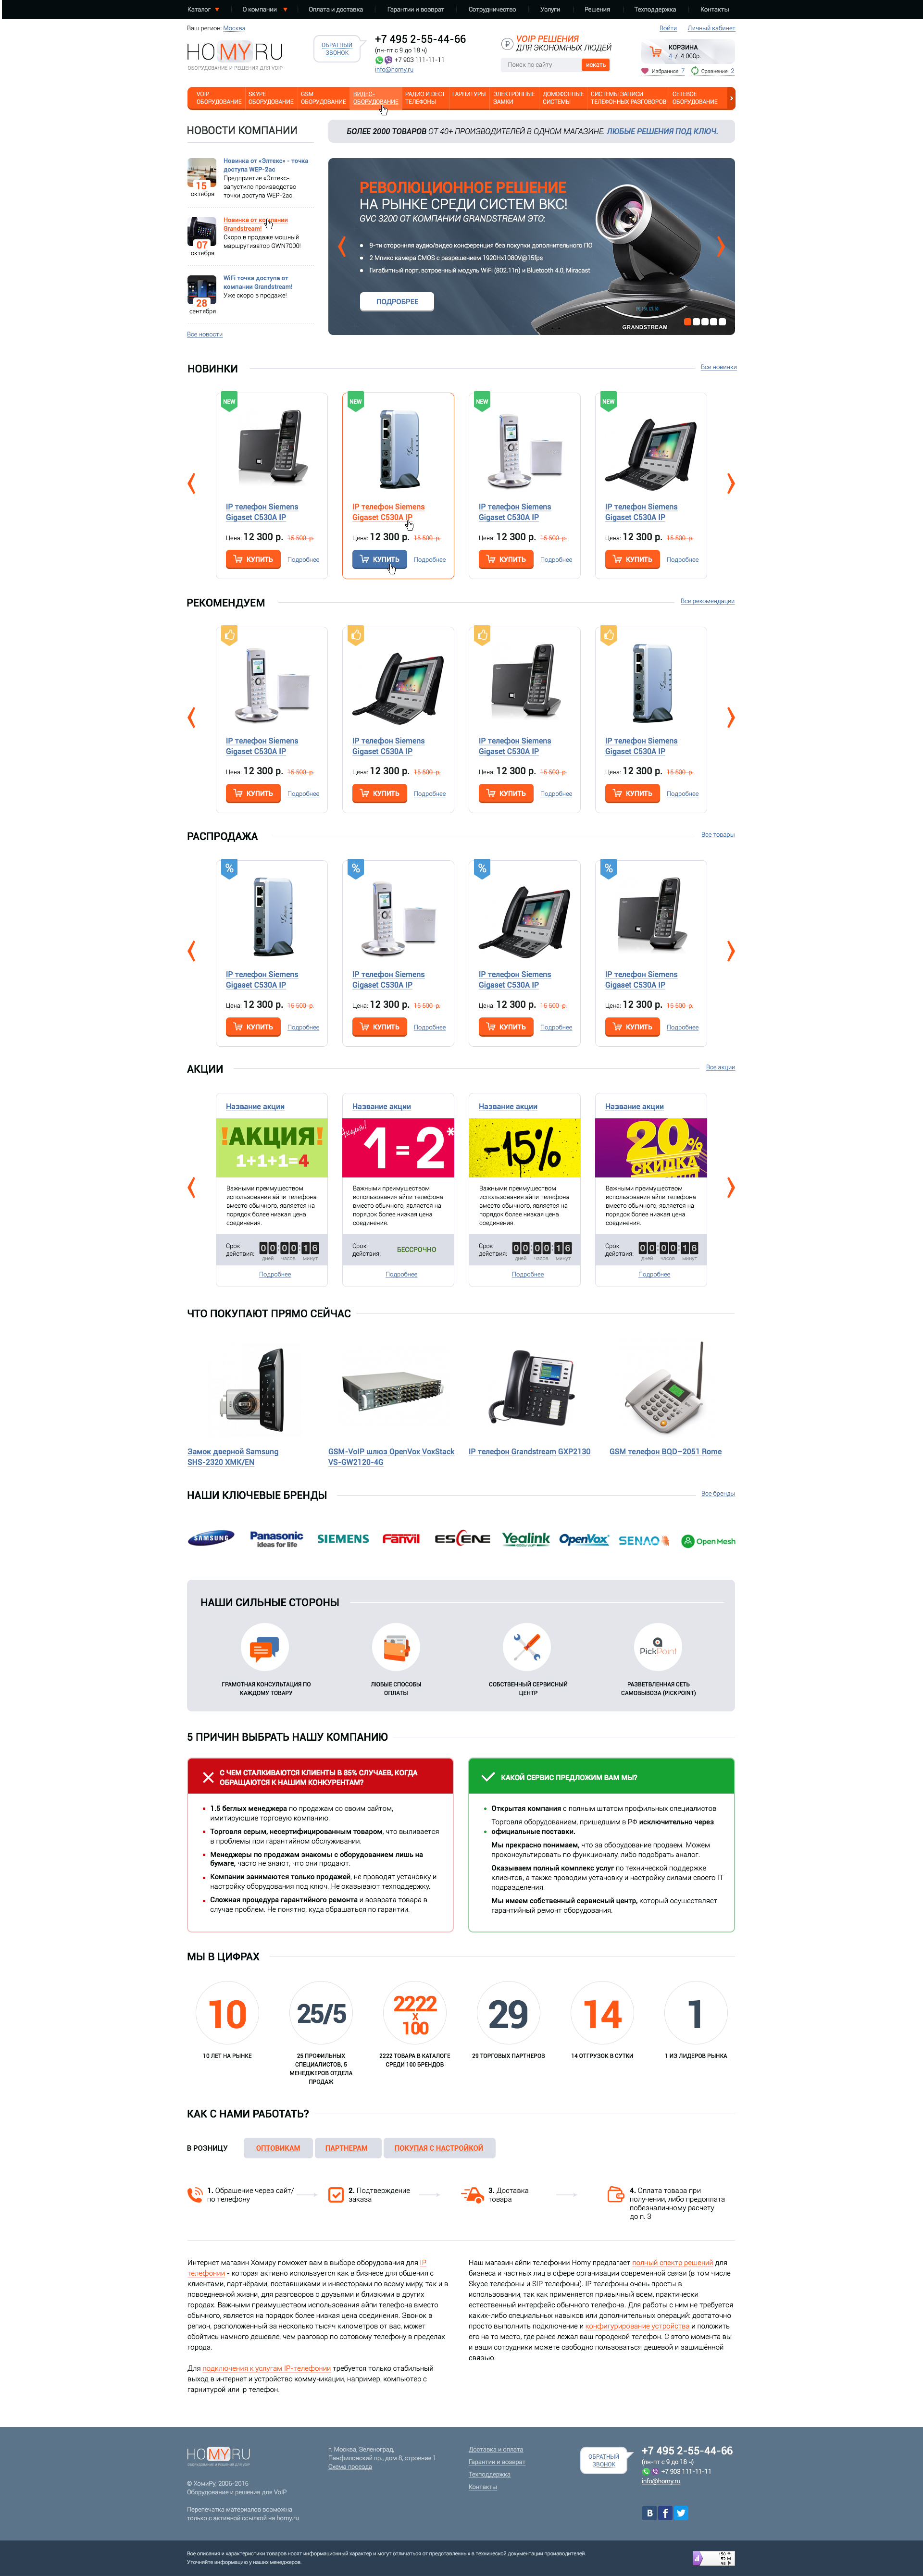 Каталог
О компании
Оплата и доставка
Гарантии и возврат
Сотрудничество
Услуги
Решения
Техподдержка
Контакты
Ваш регион: Москва
Войти
Личный кабинет
HOMY.RU
ОБОРУДОВАНИЕ И РЕШЕНИЯ ДЛЯ VOIP
ОБРАТНЫЙ
ЗВОНОК
+7 495 2-55-44-66
(пн-пт с 9 до 18 ч)
+7 903 111-11-11
info@homy.ru
VOIP РЕШЕНИЯ
ДЛЯ ЭКОНОМНЫХ ЛЮДЕЙ
Поиск по сайту
искать
КОРЗИНА
4 / 4 000р.
Избранное 7
Сравнение 2
VOIP
ОБОРУДОВАНИЕ
SKYPE
ОБОРУДОВАНИЕ
GSM
ОБОРУДОВАНИЕ
ВИДЕО-
ОБОРУДОВАНИЕ
РАДИО И DECT
ТЕЛЕФОНЫ
ГАРНИТУРЫ
ЭЛЕКТРОННЫЕ
ЗАМКИ
ДОМОФОННЫЕ
СИСТЕМЫ
СИСТЕМЫ ЗАПИСИ
ТЕЛЕФОННЫХ РАЗГОВОРОВ
СЕТЕВОЕ
ОБОРУДОВАНИЕ
НОВОСТИ КОМПАНИИ
15
октября
Новинка от «Элтекс» - точка
доступа WEP-2ac
Предприятие «Элтекс»
запустило производство
точки доступа WEP-2ac.
07
октября
Новинка от компании
Grandstream!
Скоро в продаже мощный
маршрутизатор GWN7000!
28
сентября
WiFi точка доступа от
компании Grandstream!
Уже скоро в продаже!
Все новости
БОЛЕЕ 2000 ТОВАРОВ ОТ 40+ ПРОИЗВОДИТЕЛЕЙ В ОДНОМ МАГАЗИНЕ. ЛЮБЫЕ РЕШЕНИЯ ПОД КЛЮЧ.
РЕВОЛЮЦИОННОЕ РЕШЕНИЕ
НА РЫНКЕ СРЕДИ СИСТЕМ ВКС!
GVC 3200 ОТ КОМПАНИИ GRANDSTREAM ЭТО:
9-ти сторонняя аудио/видео конференция без покупки дополнительного ПО
2 Мпикс камера CMOS с разрешением 1920Hx1080V@15fps
Гигабитный порт, встроенный модуль WiFi (802.11n) и Bluetooth 4.0, Miracast
ПОДРОБРЕЕ
GRANDSTREAM
НОВИНКИ
Все новинки
NEW
NEW
NEW
NEW
IP телефон Siemens
Gigaset C530A IP
Цена: 12 300 р. 15 500 р.
КУПИТЬ
Подробнее
IP телефон Siemens
Gigaset C530A IP
Цена: 12 300 р. 15 500 р.
КУПИТЬ
Подробнее
IP телефон Siemens
Gigaset C530A IP
Цена: 12 300 р. 15 500 р.
КУПИТЬ
Подробнее
IP телефон Siemens
Gigaset C530A IP
Цена: 12 300 р. 15 500 р.
КУПИТЬ
Подробнее
РЕКОМЕНДУЕМ
Все рекомендации
IP телефон Siemens
Gigaset C530A IP
Цена: 12 300 р. 15 500 р.
КУПИТЬ
Подробнее
IP телефон Siemens
Gigaset C530A IP
Цена: 12 300 р. 15 500 р.
КУПИТЬ
Подробнее
IP телефон Siemens
Gigaset C530A IP
Цена: 12 300 р. 15 500 р.
КУПИТЬ
Подробнее
IP телефон Siemens
Gigaset C530A IP
Цена: 12 300 р. 15 500 р.
КУПИТЬ
Подробнее
РАСПРОДАЖА
Все товары
%
%
%
%
IP телефон Siemens
Gigaset C530A IP
Цена: 12 300 р. 15 500 р.
КУПИТЬ
Подробнее
IP телефон Siemens
Gigaset C530A IP
Цена: 12 300 р. 15 500 р.
КУПИТЬ
Подробнее
IP телефон Siemens
Gigaset C530A IP
Цена: 12 300 р. 15 500 р.
КУПИТЬ
Подробнее
IP телефон Siemens
Gigaset C530A IP
Цена: 12 300 р. 15 500 р.
КУПИТЬ
Подробнее
АКЦИИ
Все акции
Название акции
!АКЦИЯ!
1+1+1=4
Важными преимуществом
использования айпи телефона
вместо обычного, является на
порядок более низкая цена
соединения.
Срок
действия:
00:00:16
дней часов минут
Подробнее
Название акции
Акция!
1=2*
Важными преимуществом
использования айпи телефона
вместо обычного, является на
порядок более низкая цена
соединения.
Срок
действия:
БЕССРОЧНО
Подробнее
Название акции
-15%
Важными преимуществом
использования айпи телефона
вместо обычного, является на
порядок более низкая цена
соединения.
Срок
действия:
00:00:16
дней часов минут
Подробнее
Название акции
20%
СКИДКА
Важными преимуществом
использования айпи телефона
вместо обычного, является на
порядок более низкая цена
соединения.
Срок
действия:
00:00:16
дней часов минут
Подробнее
ЧТО ПОКУПАЮТ ПРЯМО СЕЙЧАС
Замок дверной Samsung
SHS-2320 XMK/EN
GSM-VoIP шлюз OpenVox VoxStack
VS-GW2120-4G
IP телефон Grandstream GXP2130
GSM телефон BQD–2051 Rome
НАШИ КЛЮЧЕВЫЕ БРЕНДЫ
Все бренды
SAMSUNG
Panasonic
ideas for life
SIEMENS
Fanvil
ESCENE
Yealink
OpenVox
SENAO
OpenMesh
НАШИ СИЛЬНЫЕ СТОРОНЫ
PickPoint
ГРАМОТНАЯ КОНСУЛЬТАЦИЯ ПО
КАЖДОМУ ТОВАРУ
ЛЮБЫЕ СПОСОБЫ
ОПЛАТЫ
СОБСТВЕННЫЙ СЕРВИСНЫЙ
ЦЕНТР
РАЗВЕТВЛЕННАЯ СЕТЬ
САМОВЫВОЗА (PICKPOINT)
5 ПРИЧИН ВЫБРАТЬ НАШУ КОМПАНИЮ
С ЧЕМ СТАЛКИВАЮТСЯ КЛИЕНТЫ В 85% СЛУЧАЕВ, КОГДА
ОБРАЩАЮТСЯ К НАШИМ КОНКУРЕНТАМ?
1.5 беглых менеджера по продажам со своим сайтом,
имитирующие торговую компанию.
Торговля серым, несертифицированным товаром, что выливается
в проблемы при гарантийном обслуживании.
Менеджеры по продажам знакомы с оборудованием лишь на
бумаге, часто не знают, что они продают.
Компании занимаются только продажей, не проводят установку и
настройку оборудования под ключ. Не оказывают техподдержку.
Сложная процедура гарантийного ремонта и возврата товара в
случае проблем. Не понятно, куда обращаться по гарантии.
КАКОЙ СЕРВИС ПРЕДЛОЖИМ ВАМ МЫ?
Открытая компания с полным штатом профильных специалистов
Торговля оборудованием, пришедшим в РФ исключительно через
официальные поставки.
Мы прекрасно понимаем, что за оборудование продаем. Можем
проконсультировать по функционалу, либо подобрать аналог.
Оказываем полный комплекс услуг по технической поддержке
клиентов, а также проводим установку и настройку силами своего IT
подразделения.
Мы имеем собственный сервисный центр, который осуществляет
гарантийный ремонт оборудования.
МЫ В ЦИФРАХ
10
25/5
2222
X
100
29
14
1
10 ЛЕТ НА РЫНКЕ
25 ПРОФИЛЬНЫХ
СПЕЦИАЛИСТОВ, 5
МЕНЕДЖЕРОВ ОТДЕЛА
ПРОДАЖ
2222 ТОВАРА В КАТАЛОГЕ
СРЕДИ 100 БРЕНДОВ
29 ТОРГОВЫХ ПАРТНЕРОВ
14 ОТГРУЗОК В СУТКИ
1 ИЗ ЛИДЕРОВ РЫНКА
КАК С НАМИ РАБОТАТЬ?
В РОЗНИЦУ
ОПТОВИКАМ
ПАРТНЕРАМ
ПОКУПАЯ С НАСТРОЙКОЙ
1. Обращение через сайт/
по телефону
2. Подтверждение
заказа
3. Доставка
товара
4. Оплата товара при
получении, либо предоплата
побезналичному расчету
до п. 3
Интернет магазин Хомиру поможет вам в выборе оборудования для IP
телефонии - которая активно используется как в бизнесе для общения с
клиентами, партнёрами, поставщиками и инвесторами по всему миру, так и в
повседневной жизни, для разговоров с друзьями и близкими в других
городах. Важными преимуществом использования айпи телефона вместо
обычного, является на порядок более низкая цена соединения. Звонок в
регион, расположенный за несколько тысяч километров от вас, может
обойтись намного дешевле, чем разговор по сотовому телефону в пределах
города.
Для подключения к услугам IP-телефонии требуется только стабильный
выход в интернет и устройство коммуникации, например, компьютер с
гарнитурой или ip телефон.
Наш магазин айпи телефонии Homy предлагает полный спектр решений для
бизнеса и частных лиц в сфере организации современной связи (в том числе
Skype телефоны и SIP телефоны). IP телефоны очень просты в
использовании, так как применяется привычный всем, практически
естественный интерфейс обычного телефона. Для работы с ним не требуется
каких-либо специальных навыков или дополнительных операций: достаточно
просто выполнить подключение и конфигурирование устройства и положить
его на то место, где ранее лежал ваш городской телефон. С этого момента вы
и ваши сотрудники можете свободно пользоваться дешевой и защищённой
связью.
HOMY.RU
© ХомиРу, 2006-2016
Оборудование и решения для VoIP
Перепечатка материалов возможна
только с активной ссылкой на homy.ru
г. Москва, Зеленоград,
Панфиловский пр., дом 8, строение 1
Схема проезда
Доставка и оплата
Гарантии и возврат
Техподдержка
Контакты
ОБРАТНЫЙ
ЗВОНОК
+7 495 2-55-44-66
(пн-пт с 9 до 18 ч)
+7 903 111-11-11
info@homy.ru
Все описания и характеристики товаров носят информационный характер и могут отличаться от представленных в технической документации производителей.
Уточняйте информацию у наших менеджеров.